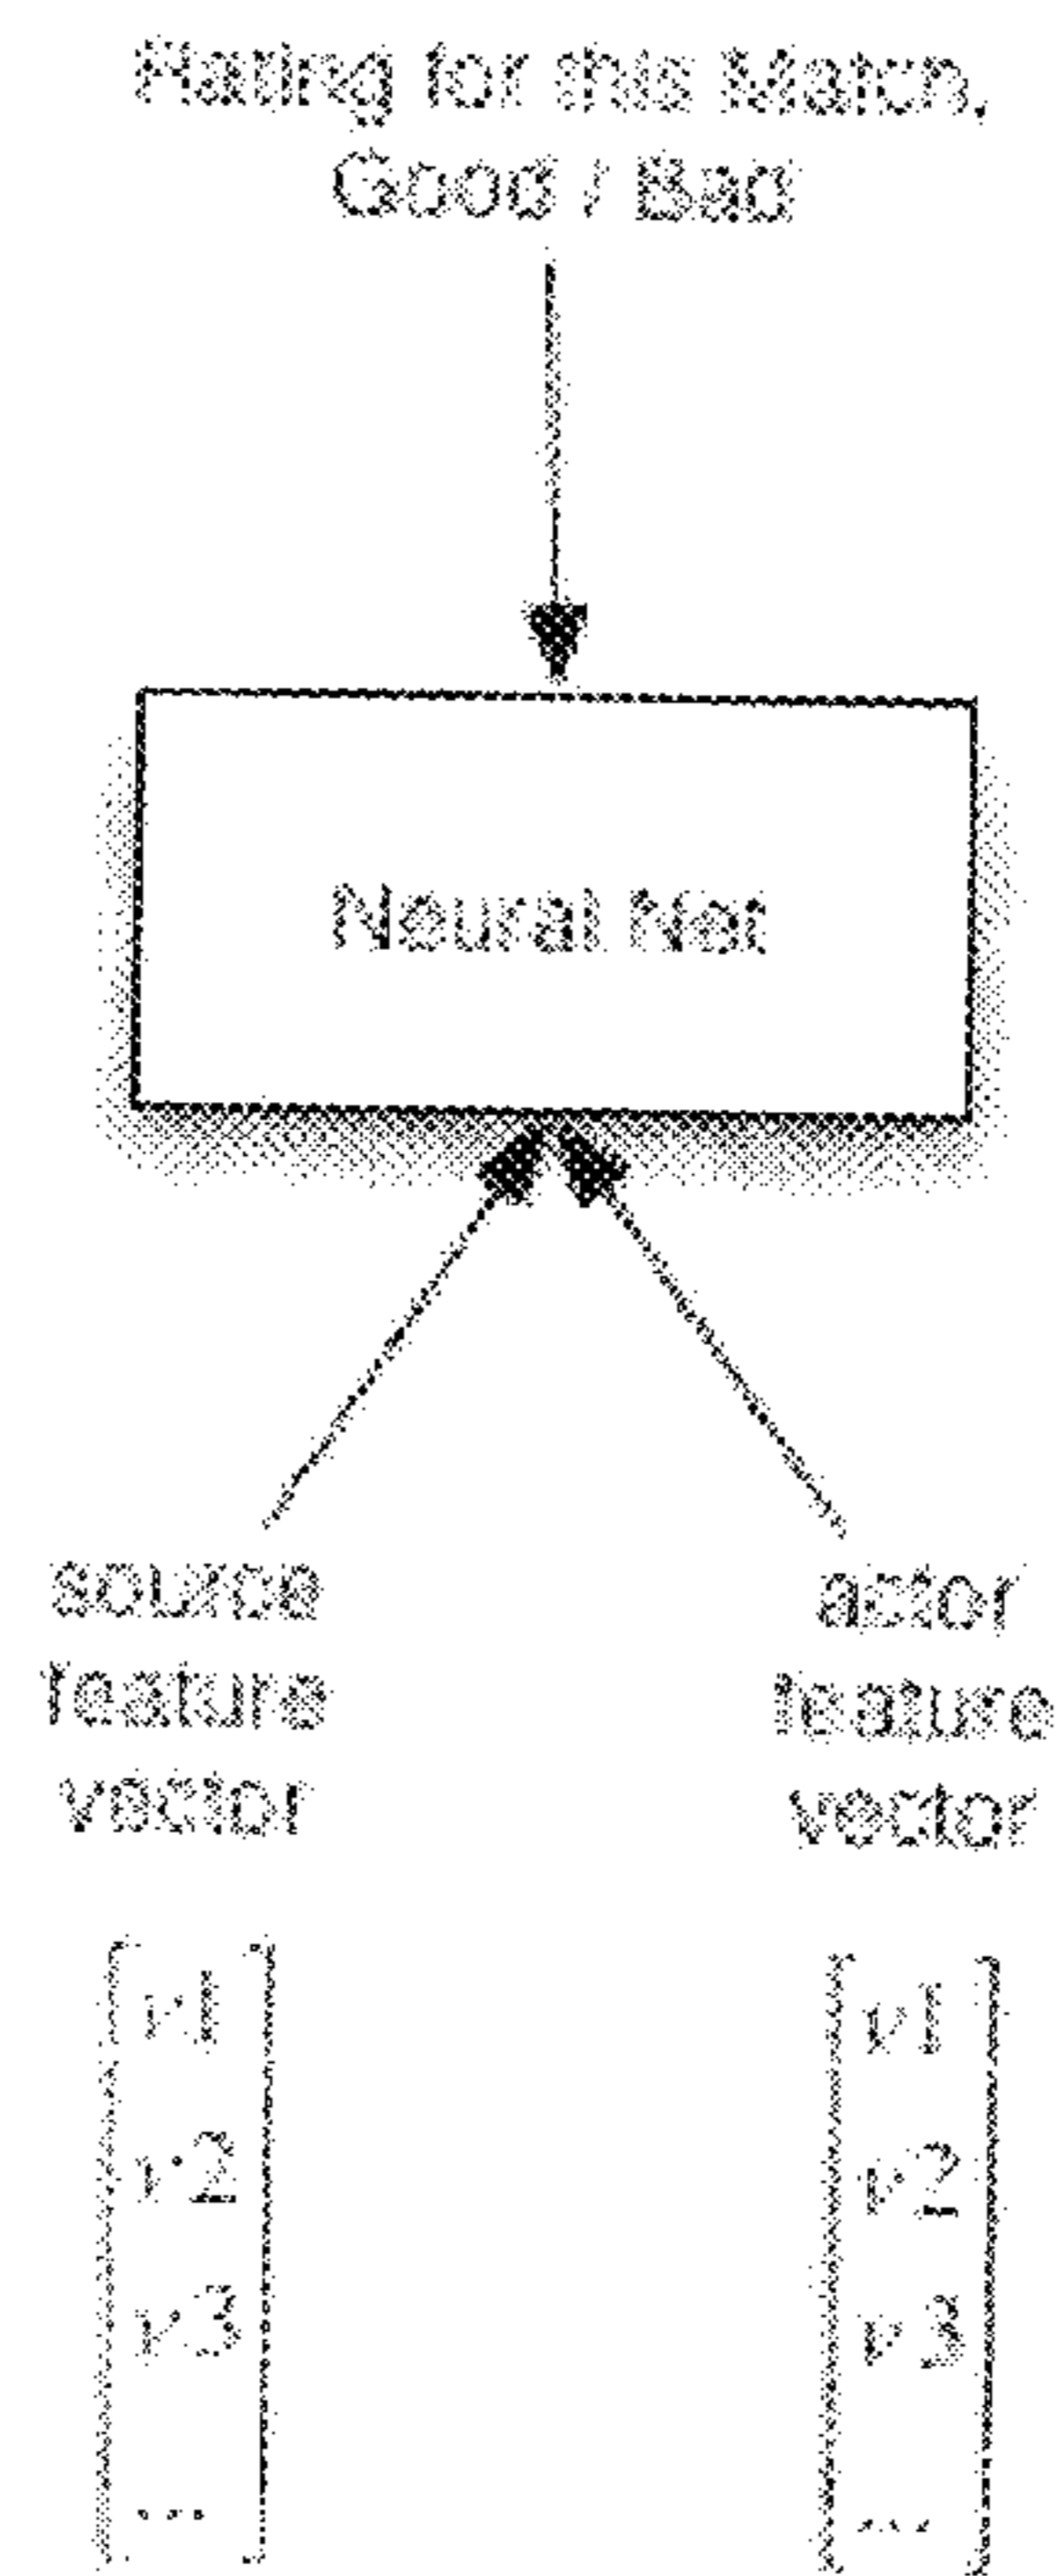 Rating for this Match,
Good / Bad
Neural Net
source
feature
vector
v1
v2
v3
...
actor
feature
vector
v1
v2
v3
...